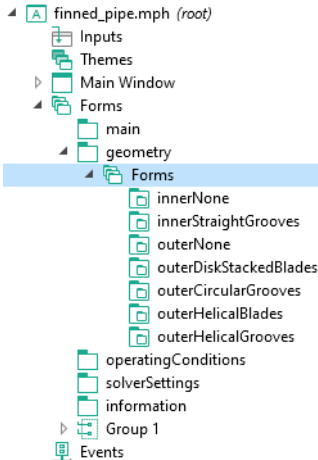 finned_pipe.mph (root)
Inputs
Themes
Main Window
Forms
main
geometry
Forms
innerNone
innerStraightGrooves
outerNone
outerDiskStackedBlades
outerCircularGrooves
outerHelicalBlades
outerHelicalGrooves
operatingConditions
solverSettings
information
Group 1
Events